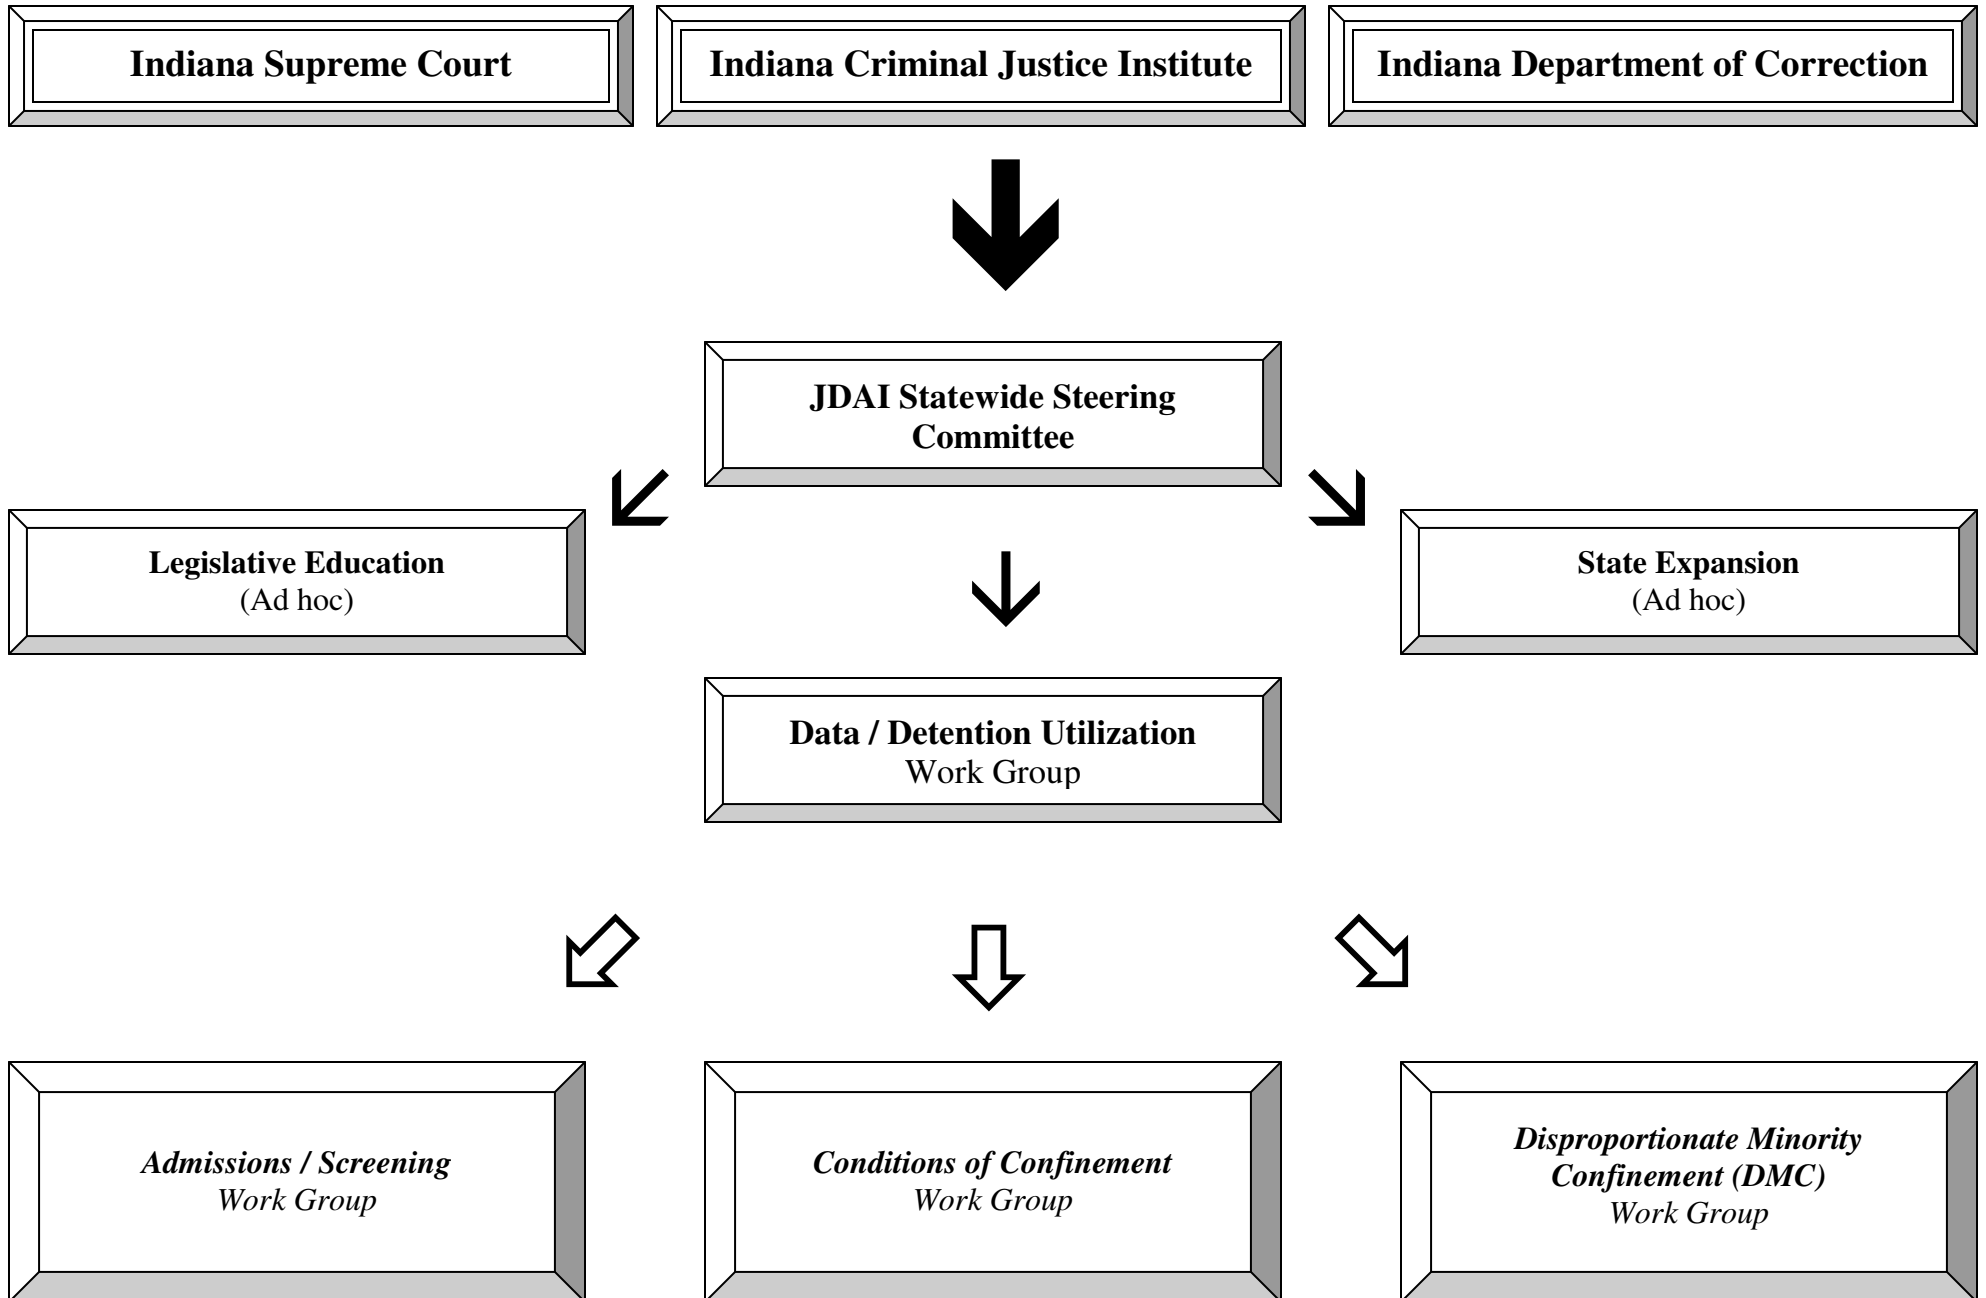 Indiana Supreme Court
Indiana Criminal Justice Institute
Indiana Department of Correction
JDAI Statewide Steering
Committee
Legislative Education
(Ad hoc)
State Expansion
(Ad hoc)
Data / Detention Utilization
Work Group
Admissions / Screening
Work Group
Conditions of Confinement
Work Group
Disproportionate Minority
Confinement (DMC)
Work Group